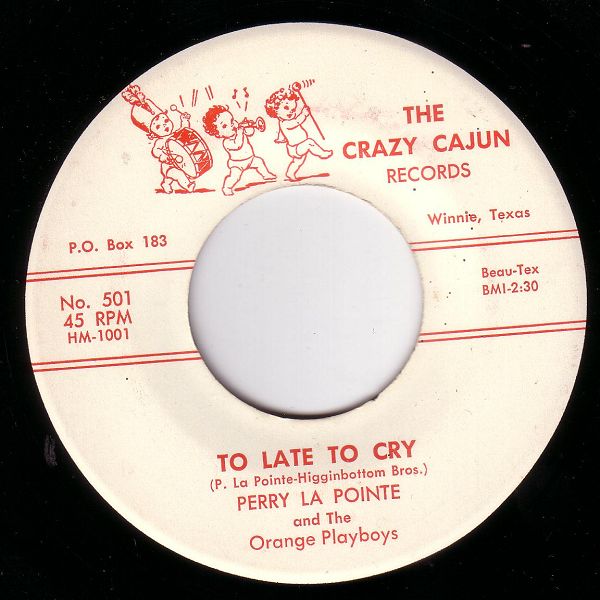 THE
CRAZY CAJUN
RECORDS
Winnie, Texas
P.O. Box 183
Beau-Tex
BMI-2:30
No. 501
45 RPM
HM-1001
TO LATE TO CRY
(P. La Pointe-Higginbottom Bros.)
PERRY LA POINTE
and The
Orange Playboys